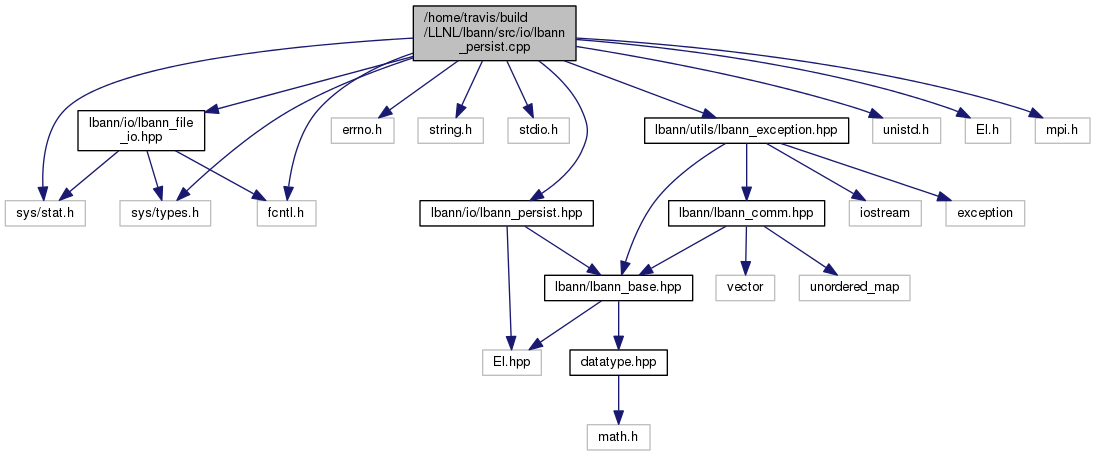 /home/travis/build
/LLNL/lbann/src/io/lbann
_persist.cpp
lbann/io/lbann_file
_io.hpp
errno.h
string.h
stdio.h
lbann/utils/lbann_exception.hpp
unistd.h
El.h
mpi.h
sys/stat.h
sys/types.h
fcntl.h
lbann/io/lbann_persist.hpp
lbann/lbann_comm.hpp
iostream
exception
lbann/lbann_base.hpp
vector
unordered_map
El.hpp
datatype.hpp
math.h